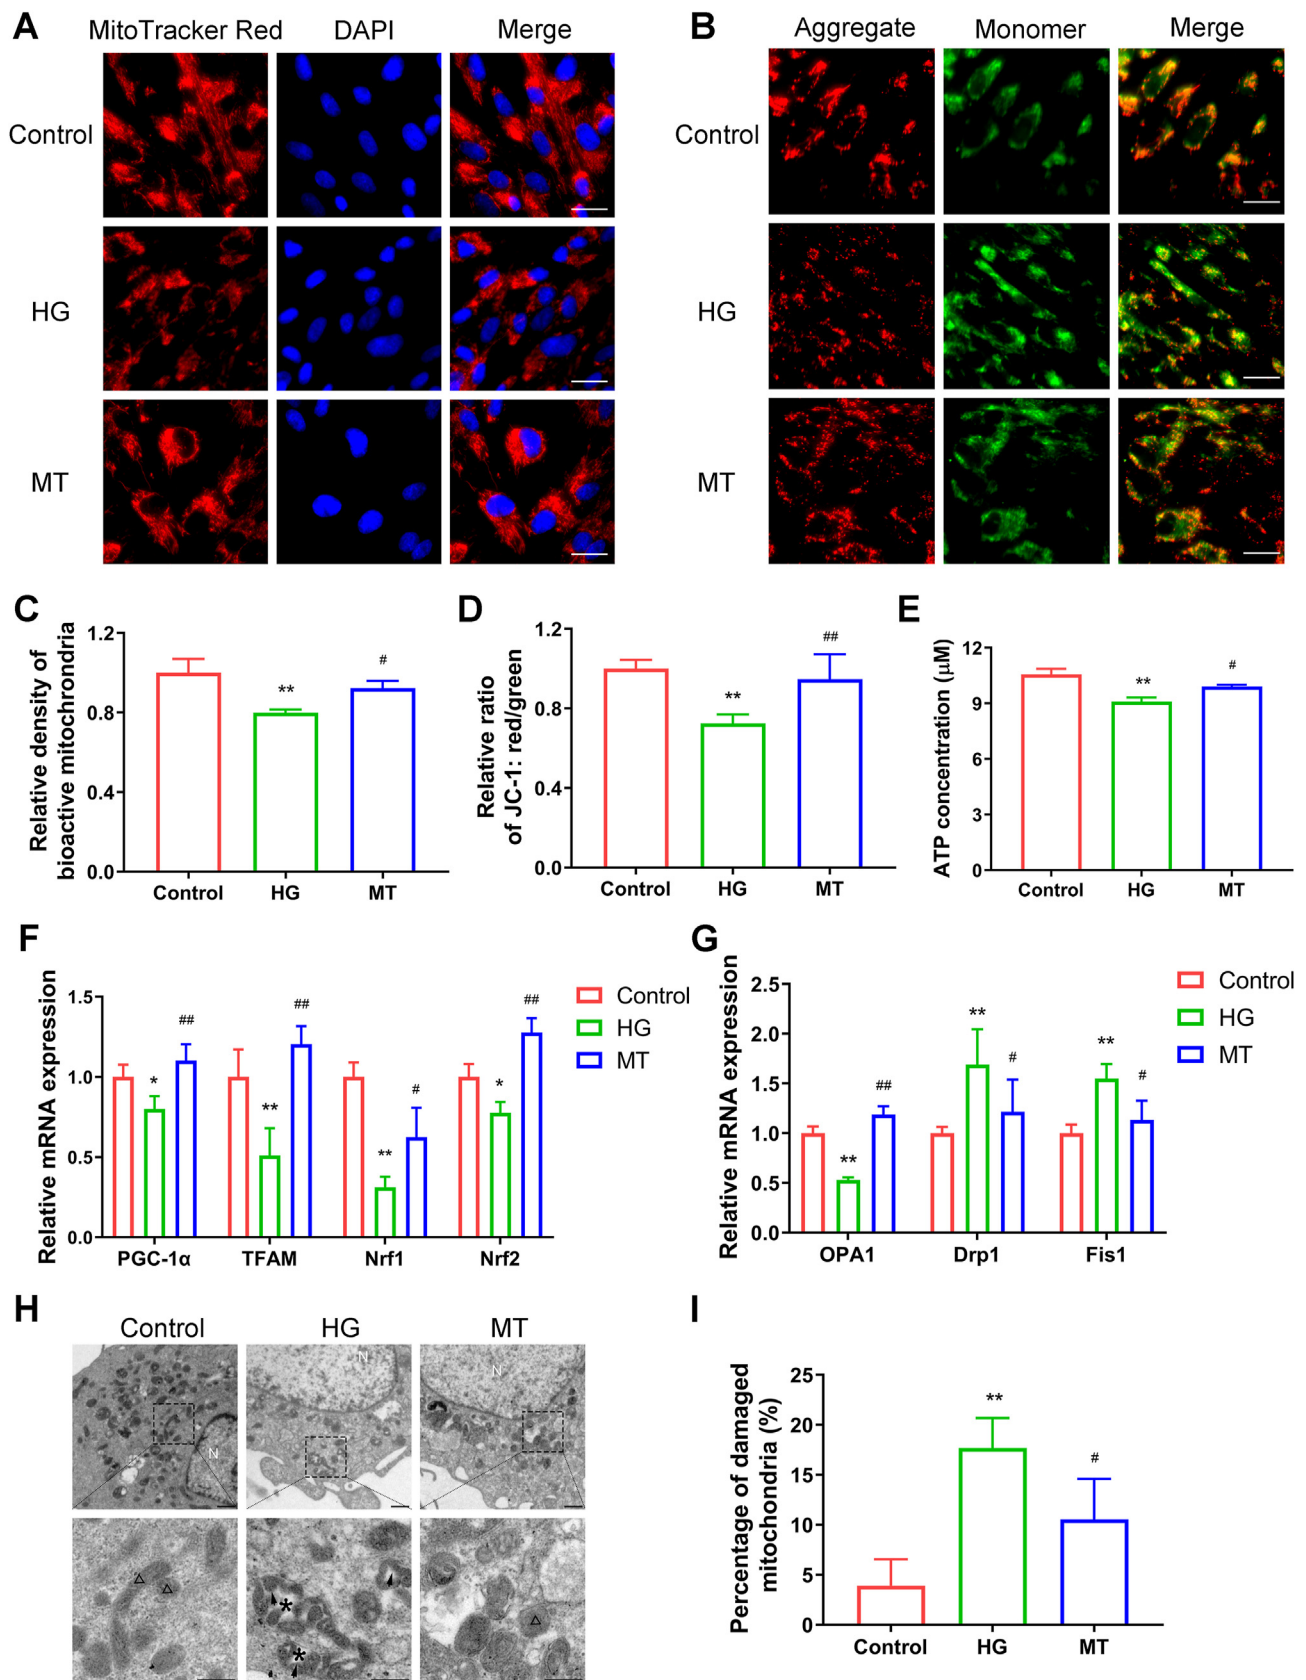 A
MitoTracker Red DAPI Merge
Control
HG
MT
B
Aggregate Monomer Merge
Control
HG
MT
C
Relative density of
bioactive mitochrondria
1.2
0.8
0.4
0.0
**
#
Control HG MT
D
Relative ratio
of JC-1: red/green
1.2
0.8
0.4
0.0
**
##
Control HG MT
E
ATP concentration (μM)
12
9
6
3
0
**
#
Control HG MT
F
Relative mRNA expression
1.5
1.0
0.5
0.0
* ##
** ##
** #
* ##
PGC-1α TFAM Nrf1 Nrf2
Control
HG
MT
G
Relative mRNA expression
2.5
2.0
1.5
1.0
0.5
0.0
** ##
** #
** #
OPA1 Drp1 Fis1
Control
HG
MT
H
Control HG MT
N
N
N
*
*
I
Percentage of damaged
mitochondria (%)
25
20
15
10
5
0
**
#
Control HG MT